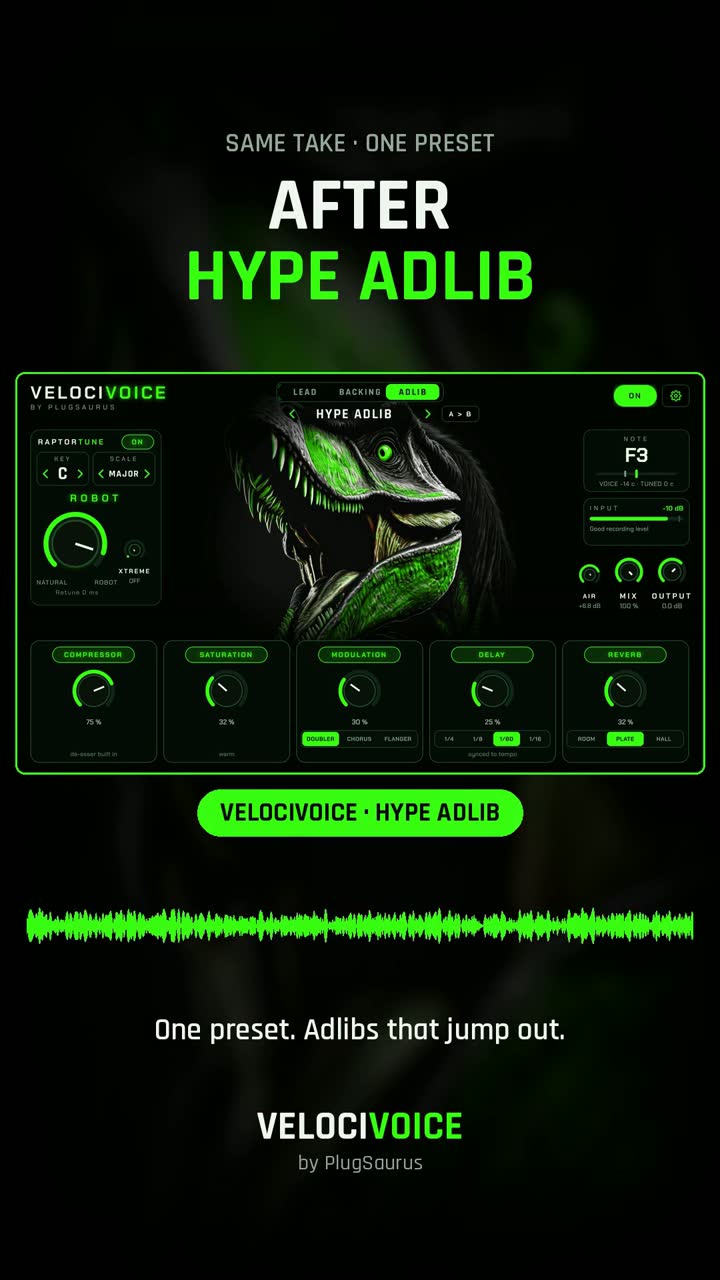 SAME TAKE · ONE PRESET
AFTER
HYPE ADLIB
VELOCIVOICE
BY PLUGSAURUS
LEAD BACKING ADLIB
HYPE ADLIB
A > B
ON
RAPTORTUNE ON
KEY SCALE
C MAJOR
ROBOT
XTREME
OFF
NATURAL ROBOT
Retune 0 ms
NOTE
F3
VOICE -14 c · TUNED 0 c
INPUT -10 dB
Good recording level
AIR MIX OUTPUT
+6.8 dB 100 % 0.0 dB
COMPRESSOR SATURATION MODULATION DELAY REVERB
75 % 32 % 30 % 25 % 32 %
DOUBLER CHORUS FLANGER
1/4 1/8 1/8D 1/16
ROOM PLATE HALL
de-esser built in warm synced to tempo
VELOCIVOICE · HYPE ADLIB
One preset. Adlibs that jump out.
VELOCIVOICE
by PlugSaurus